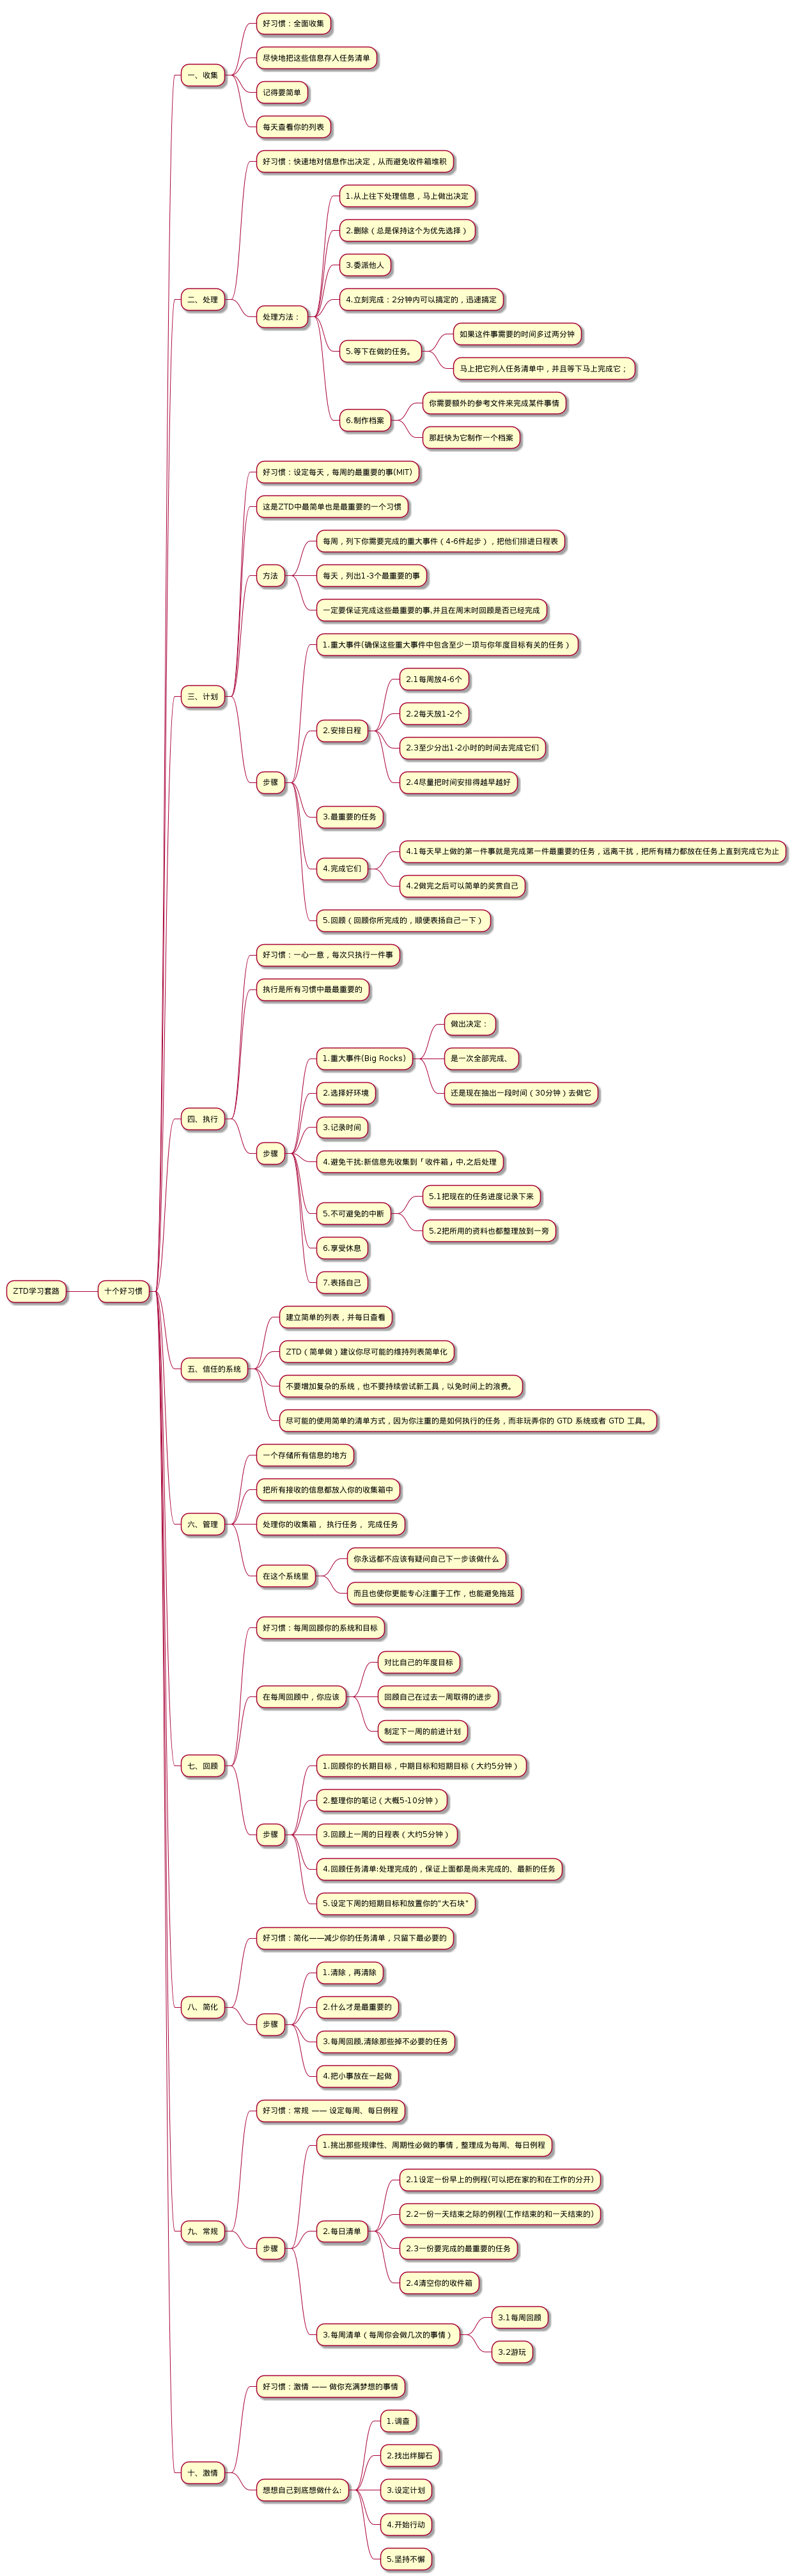 ZTD学习套路
十个好习惯
一、收集
好习惯：全面收集
尽快地把这些信息存入任务清单
记得要简单
每天查看你的列表
二、处理
好习惯：快速地对信息作出决定，从而避免收件箱堆积
处理方法：
1.从上往下处理信息，马上做出决定
2.删除（总是保持这个为优先选择）
3.委派他人
4.立刻完成：2分钟内可以搞定的，迅速搞定
5.等下在做的任务。
如果这件事需要的时间多过两分钟
马上把它列入任务清单中，并且等下马上完成它；
6.制作档案
你需要额外的参考文件来完成某件事情
那赶快为它制作一个档案
三、计划
好习惯：设定每天，每周的最重要的事(MIT)
这是ZTD中最简单也是最重要的一个习惯
方法
每周，列下你需要完成的重大事件（4-6件起步），把他们排进日程表
每天，列出1-3个最重要的事
一定要保证完成这些最重要的事,并且在周末时回顾是否已经完成
步骤
1.重大事件(确保这些重大事件中包含至少一项与你年度目标有关的任务）
2.安排日程
2.1每周放4-6个
2.2每天放1-2个
2.3至少分出1-2小时的时间去完成它们
2.4尽量把时间安排得越早越好
3.最重要的任务
4.完成它们
4.1每天早上做的第一件事就是完成第一件最重要的任务，远离干扰，把所有精力都放在任务上直到完成它为止
4.2做完之后可以简单的奖赏自己
5.回顾（回顾你所完成的，顺便表扬自己一下）
四、执行
好习惯：一心一意，每次只执行一件事
执行是所有习惯中最最重要的
步骤
1.重大事件(Big Rocks)
做出决定：
是一次全部完成、
还是现在抽出一段时间（30分钟）去做它
2.选择好环境
3.记录时间
4.避免干扰:新信息先收集到「收件箱」中,之后处理
5.不可避免的中断
5.1把现在的任务进度记录下来
5.2把所用的资料也都整理放到一旁
6.享受休息
7.表扬自己
五、信任的系统
建立简单的列表，并每日查看
ZTD（简单做）建议你尽可能的维持列表简单化
不要增加复杂的系统，也不要持续尝试新工具，以免时间上的浪费。
尽可能的使用简单的清单方式，因为你注重的是如何执行的任务，而非玩弄你的 GTD 系统或者 GTD 工具。
六、管理
一个存储所有信息的地方
把所有接收的信息都放入你的收集箱中
处理你的收集箱， 执行任务， 完成任务
在这个系统里
你永远都不应该有疑问自己下一步该做什么
而且也使你更能专心注重于工作，也能避免拖延
七、回顾
好习惯：每周回顾你的系统和目标
在每周回顾中，你应该
对比自己的年度目标
回顾自己在过去一周取得的进步
制定下一周的前进计划
步骤
1.回顾你的长期目标，中期目标和短期目标（大约5分钟）
2.整理你的笔记（大概5-10分钟）
3.回顾上一周的日程表（大约5分钟）
4.回顾任务清单:处理完成的，保证上面都是尚未完成的、最新的任务
5.设定下周的短期目标和放置你的“大石块”
八、简化
好习惯：简化——减少你的任务清单，只留下最必要的
步骤
1.清除，再清除
2.什么才是最重要的
3.每周回顾,清除那些掉不必要的任务
4.把小事放在一起做
九、常规
好习惯：常规 —— 设定每周、每日例程
步骤
1.挑出那些规律性、周期性必做的事情，整理成为每周、每日例程
2.每日清单
2.1设定一份早上的例程(可以把在家的和在工作的分开)
2.2一份一天结束之际的例程(工作结束的和一天结束的)
2.3一份要完成的最重要的任务
2.4清空你的收件箱
3.每周清单（每周你会做几次的事情）
3.1每周回顾
3.2游玩
十、激情
好习惯：激情 —— 做你充满梦想的事情
想想自己到底想做什么:
1.调查
2.找出绊脚石
3.设定计划
4.开始行动
5.坚持不懈